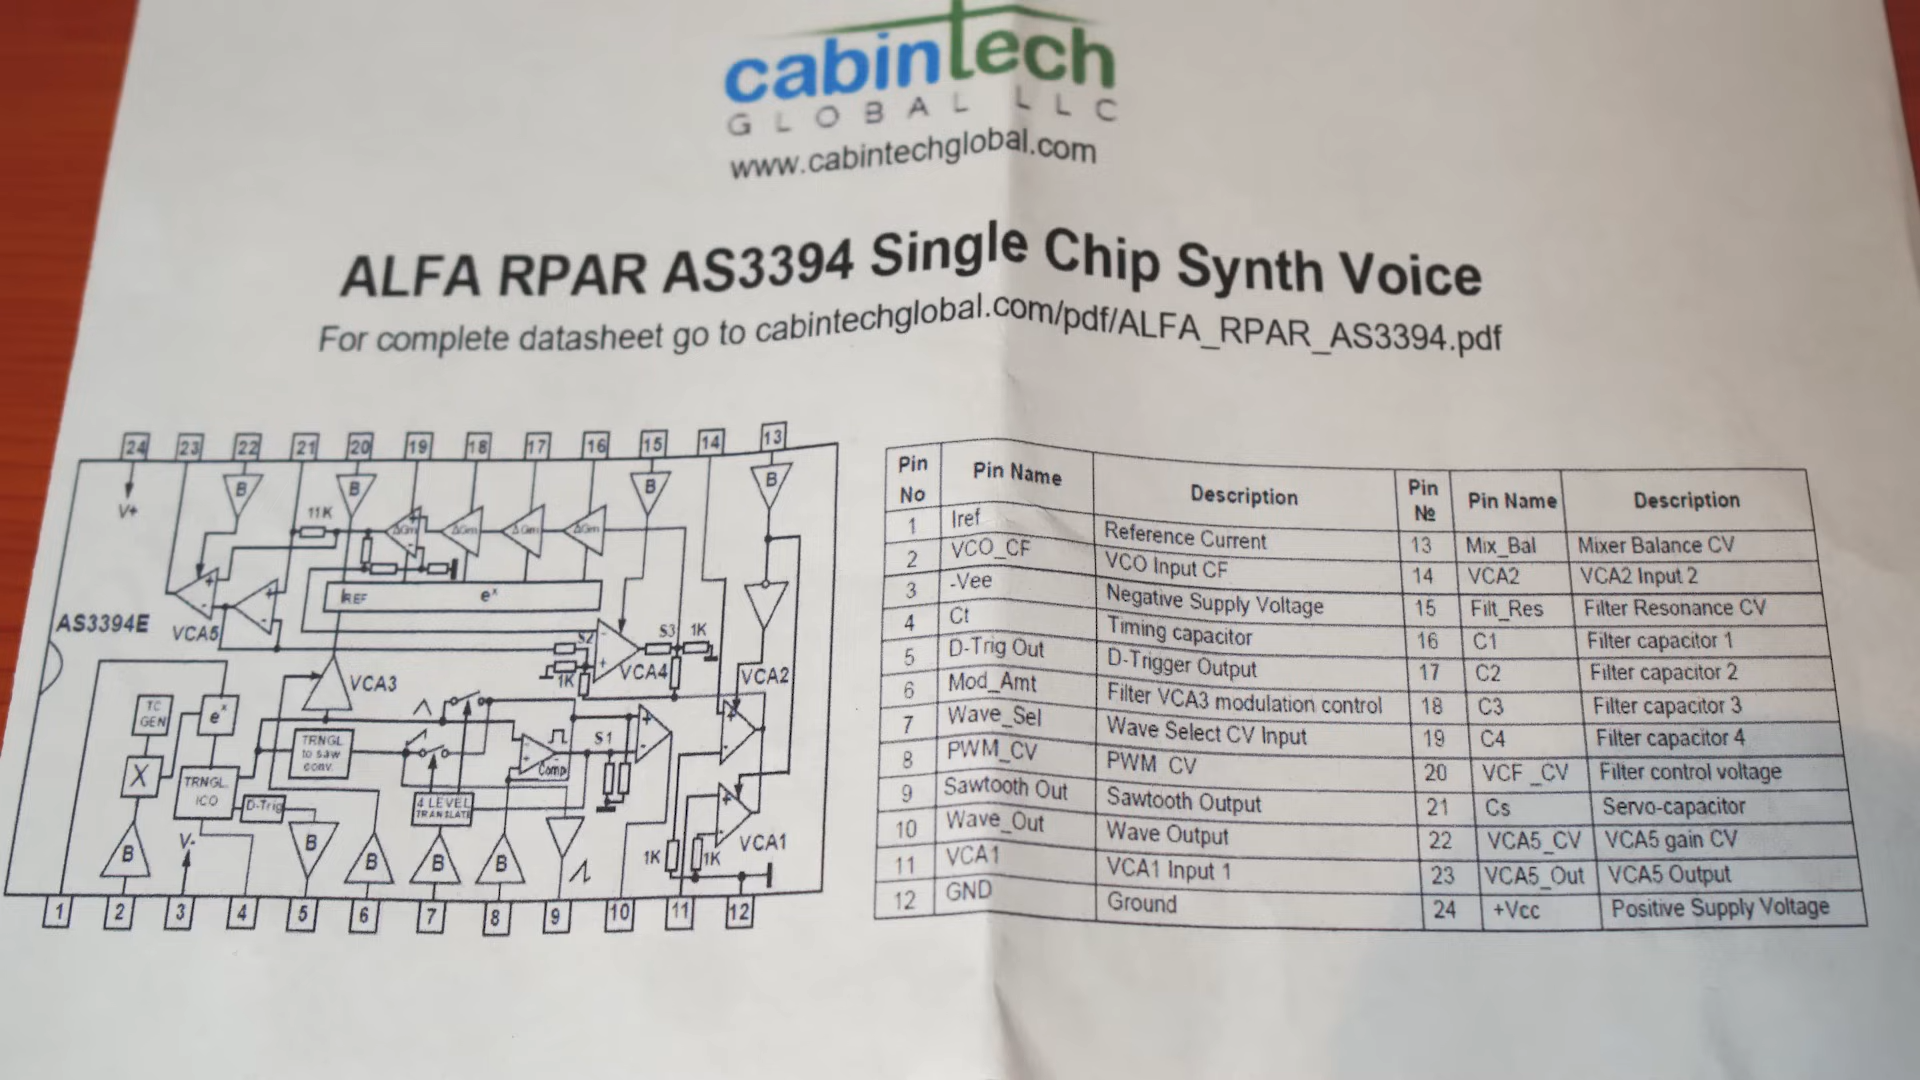 cabintech
GLOBAL LLC
www.cabintechglobal.com
ALFA RPAR AS3394 Single Chip Synth Voice
For complete datasheet go to cabintechglobal.com/pdf/ALFA_RPAR_AS3394.pdf
24 23 22 21 20 19 18 17 16 15 14 13
V+ B 11K B ΔGm ΔGm ΔGm ΔGm B B
REF eˣ
AS3394E VCA5
S2 S3 1K
1K VCA4 VCA2
VCA3
TC GEN eˣ
TRNGL to saw conv. Comp S1
X TRNGL ICO D-Trig 4 LEVEL TRANSLATE
V- B B B B B 1K 1K VCA1
1 2 3 4 5 6 7 8 9 10 11 12
Pin No Pin Name Description Pin № Pin Name Description
1 Iref Reference Current 13 Mix_Bal Mixer Balance CV
2 VCO_CF VCO Input CF 14 VCA2 VCA2 Input 2
3 -Vee Negative Supply Voltage 15 Filt_Res Filter Resonance CV
4 Ct Timing capacitor 16 C1 Filter capacitor 1
5 D-Trig Out D-Trigger Output 17 C2 Filter capacitor 2
6 Mod_Amt Filter VCA3 modulation control 18 C3 Filter capacitor 3
7 Wave_Sel Wave Select CV Input 19 C4 Filter capacitor 4
8 PWM_CV PWM CV 20 VCF_CV Filter control voltage
9 Sawtooth Out Sawtooth Output 21 Cs Servo-capacitor
10 Wave_Out Wave Output 22 VCA5_CV VCA5 gain CV
11 VCA1 VCA1 Input 1 23 VCA5_Out VCA5 Output
12 GND Ground 24 +Vcc Positive Supply Voltage